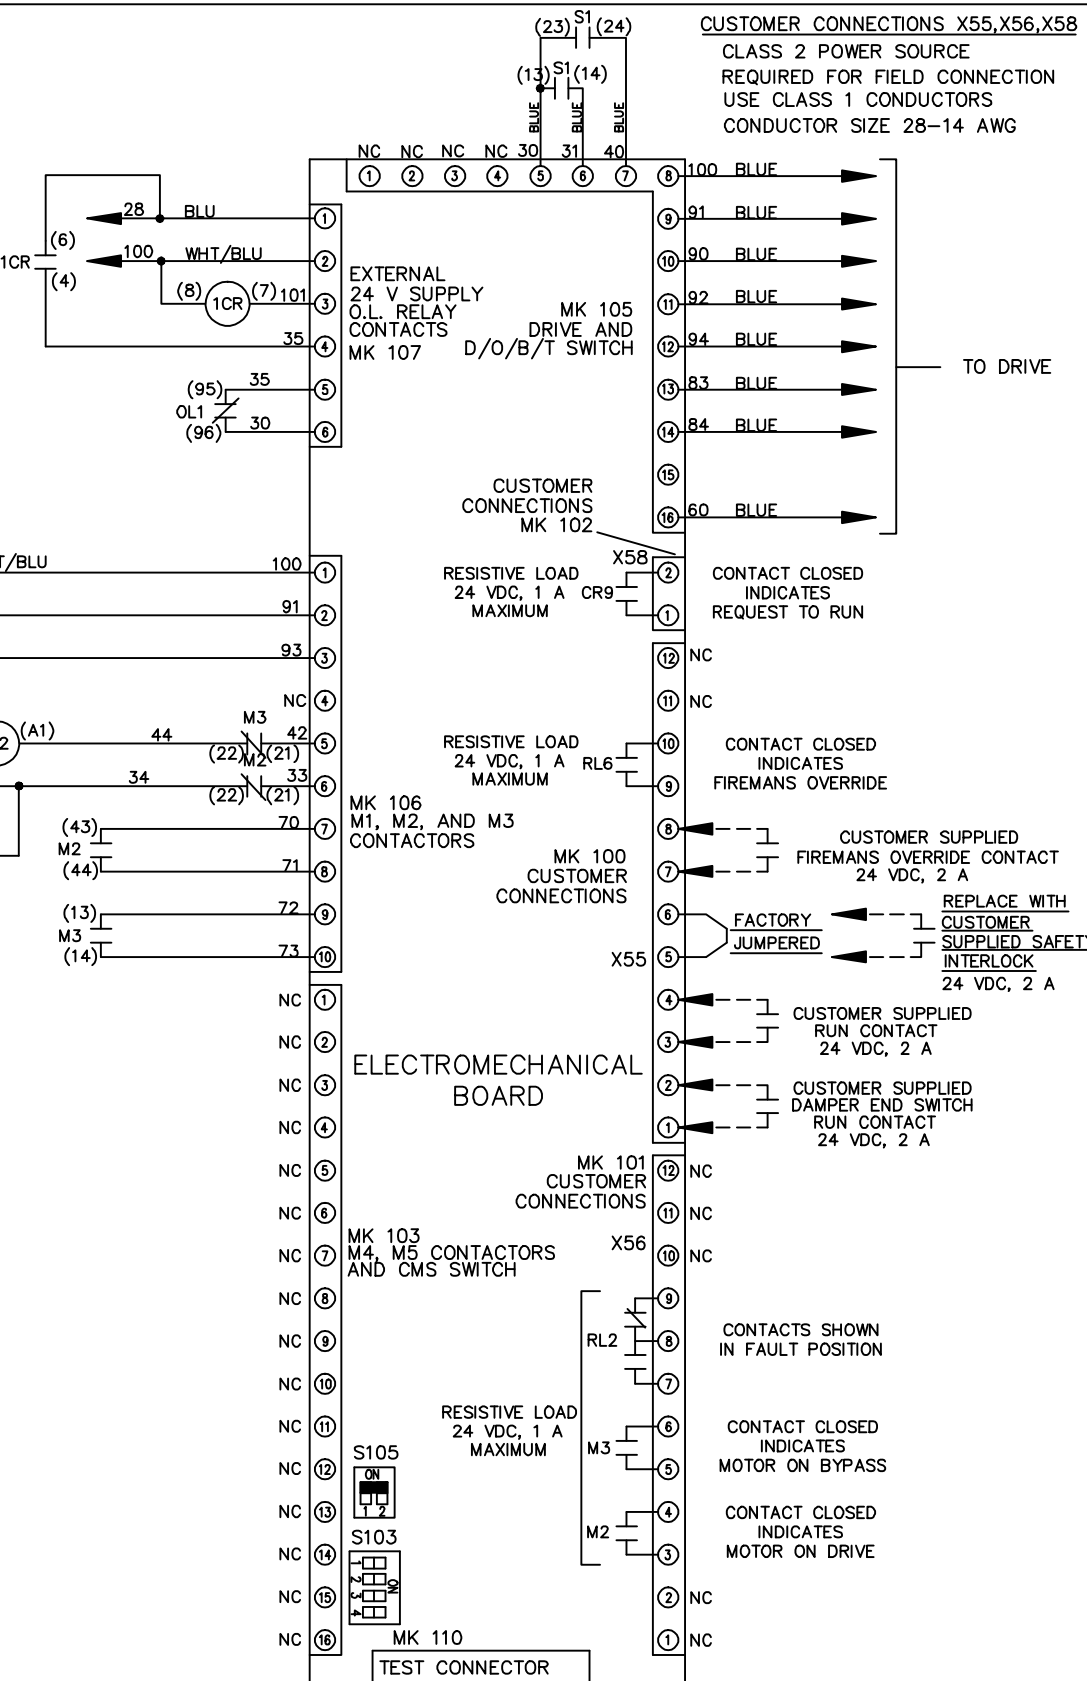 CUSTOMER CONNECTIONS X55,X56,X58
CLASS 2 POWER SOURCE
REQUIRED FOR FIELD CONNECTION
USE CLASS 1 CONDUCTORS
CONDUCTOR SIZE 28-14 AWG
(23) S1 (24)
(13) S1 (14)
BLUE BLUE BLUE
NC NC NC NC 30 31 40
1 2 3 4 5 6 7
8 100 BLUE
9 91 BLUE
10 90 BLUE
11 92 BLUE
12 94 BLUE
13 83 BLUE
14 84 BLUE
15
16 60 BLUE
TO DRIVE
MK 105
DRIVE AND
D/O/B/T SWITCH
28 BLU 1
100 WHT/BLU 2
(8) 1CR (7) 101 3
35 4
1CR (6) (4)
(95) 35 5
OL1
(96) 30 6
EXTERNAL
24 V SUPPLY
O.L. RELAY
CONTACTS
MK 107
CUSTOMER
CONNECTIONS
MK 102
X58
2
1
RESISTIVE LOAD
24 VDC, 1 A CR9
MAXIMUM
CONTACT CLOSED
INDICATES
REQUEST TO RUN
T/BLU 100 1
91 2
93 3
NC 4
2 (A1) 44 M3 (22) (21) 42 5
34 M2 (22) (21) 33 6
(43) 70 7
M2
(44) 71 8
(13) 72 9
M3
(14) 73 10
MK 106
M1, M2, AND M3
CONTACTORS
12 NC
11 NC
10
9
RESISTIVE LOAD
24 VDC, 1 A RL6
MAXIMUM
CONTACT CLOSED
INDICATES
FIREMANS OVERRIDE
MK 100
CUSTOMER
CONNECTIONS
8
7
CUSTOMER SUPPLIED
FIREMANS OVERRIDE CONTACT
24 VDC, 2 A
6
X55 5
FACTORY
JUMPERED
REPLACE WITH
CUSTOMER
SUPPLIED SAFETY
INTERLOCK
24 VDC, 2 A
4
3
CUSTOMER SUPPLIED
RUN CONTACT
24 VDC, 2 A
2
1
CUSTOMER SUPPLIED
DAMPER END SWITCH
RUN CONTACT
24 VDC, 2 A
ELECTROMECHANICAL
BOARD
NC 1
NC 2
NC 3
NC 4
NC 5
NC 6
NC 7
NC 8
NC 9
NC 10
NC 11
NC 12
NC 13
NC 14
NC 15
NC 16
MK 103
M4, M5 CONTACTORS
AND CMS SWITCH
MK 101
CUSTOMER
CONNECTIONS
X56
12 NC
11 NC
10 NC
9
RL2 8
7
CONTACTS SHOWN
IN FAULT POSITION
RESISTIVE LOAD
24 VDC, 1 A
MAXIMUM
6
M3
5
CONTACT CLOSED
INDICATES
MOTOR ON BYPASS
4
M2
3
CONTACT CLOSED
INDICATES
MOTOR ON DRIVE
2 NC
1 NC
S105
ON
1 2
S103
1
2
3
4
ON
MK 110
TEST CONNECTOR